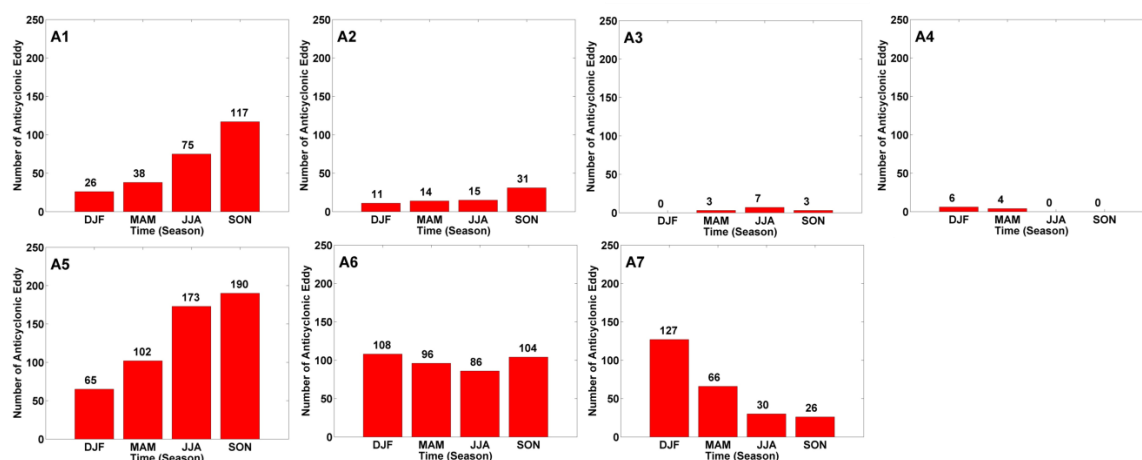 A1
Number of Anticyclonic Eddy
250
200
150
100
50
0
26
38
75
117
DJF MAM JJA SON
Time (Season)
A2
Number of Anticyclonic Eddy
250
200
150
100
50
0
11
14
15
31
DJF MAM JJA SON
Time (Season)
A3
Number of Anticyclonic Eddy
250
200
150
100
50
0
0
3
7
3
DJF MAM JJA SON
Time (Season)
A4
Number of Anticyclonic Eddy
250
200
150
100
50
0
6
4
0
0
DJF MAM JJA SON
Time (Season)
A5
Number of Anticyclonic Eddy
250
200
150
100
50
0
65
102
173
190
DJF MAM JJA SON
Time (Season)
A6
Number of Anticyclonic Eddy
250
200
150
100
50
0
108
96
86
104
DJF MAM JJA SON
Time (Season)
A7
Number of Anticyclonic Eddy
250
200
150
100
50
0
127
66
30
26
DJF MAM JJA SON
Time (Season)